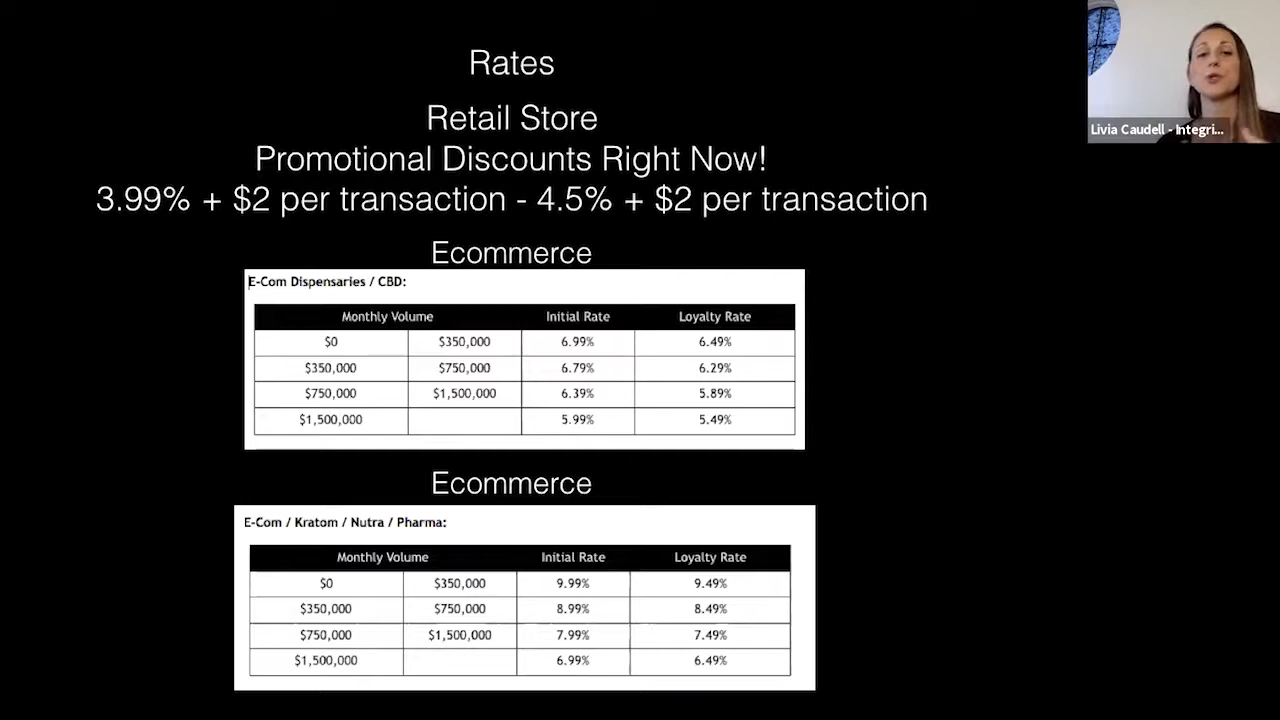 Rates
Retail Store
Promotional Discounts Right Now!
3.99% + $2 per transaction - 4.5% + $2 per transaction
Ecommerce
E-Com Dispensaries / CBD:
Monthly Volume Initial Rate Loyalty Rate
$0 $350,000 6.99% 6.49%
$350,000 $750,000 6.79% 6.29%
$750,000 $1,500,000 6.39% 5.89%
$1,500,000 5.99% 5.49%
Ecommerce
E-Com / Kratom / Nutra / Pharma:
Monthly Volume Initial Rate Loyalty Rate
$0 $350,000 9.99% 9.49%
$350,000 $750,000 8.99% 8.49%
$750,000 $1,500,000 7.99% 7.49%
$1,500,000 6.99% 6.49%
Livia Caudell - Integri...